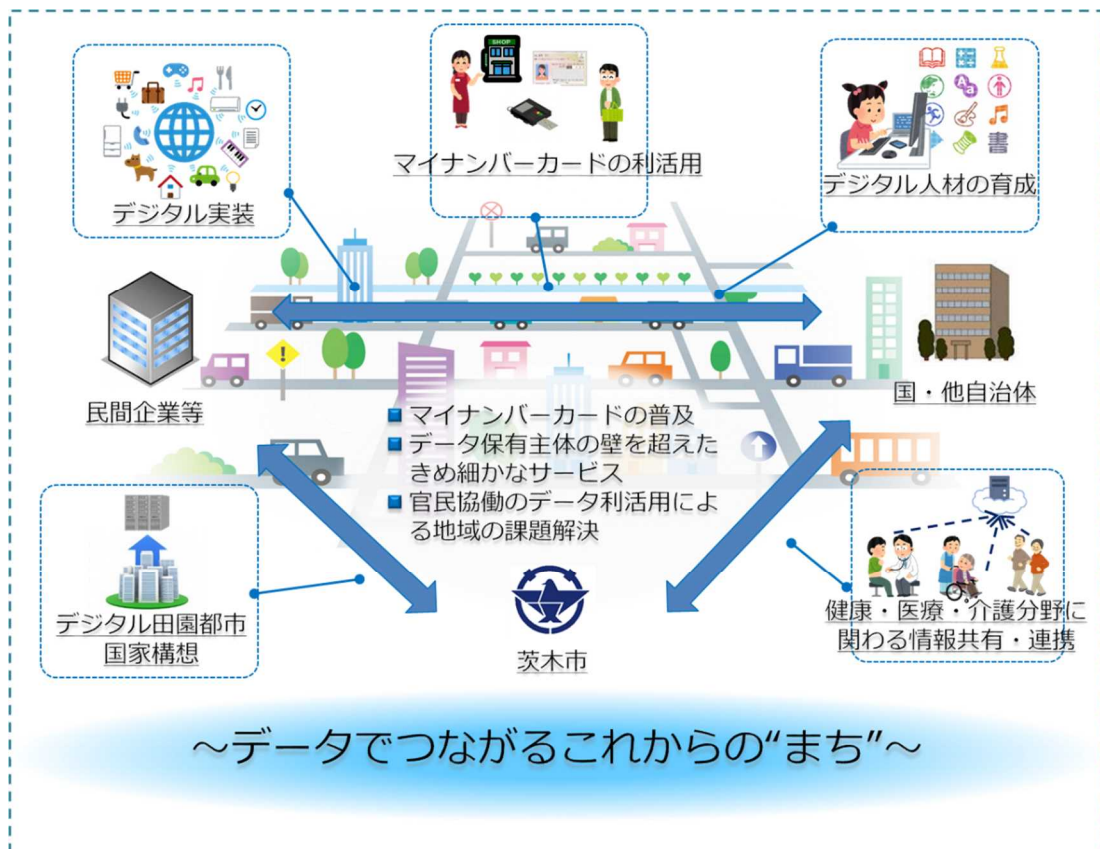 SHOP
マイナンバーカードの利活用
デジタル実装
Aa
書
デジタル人材の育成
民間企業等
国・他自治体
■ マイナンバーカードの普及
■ データ保有主体の壁を超えた
きめ細かなサービス
■ 官民協働のデータ利活用によ
る地域の課題解決
デジタル田園都市
国家構想
茨木市
健康・医療・介護分野に
関わる情報共有・連携
～データでつながるこれからの“まち”～